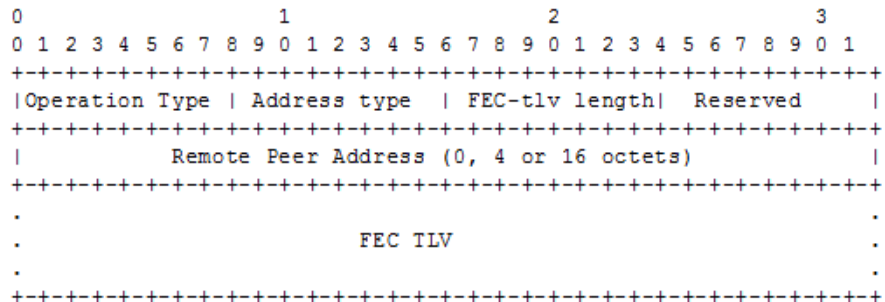 0                   1                   2                   3
0 1 2 3 4 5 6 7 8 9 0 1 2 3 4 5 6 7 8 9 0 1 2 3 4 5 6 7 8 9 0 1
+-+-+-+-+-+-+-+-+-+-+-+-+-+-+-+-+-+-+-+-+-+-+-+-+-+-+-+-+-+-+-+-+
|Operation Type | Address type  | FEC-tlv length|  Reserved     |
+-+-+-+-+-+-+-+-+-+-+-+-+-+-+-+-+-+-+-+-+-+-+-+-+-+-+-+-+-+-+-+-+
|           Remote Peer Address (0, 4 or 16 octets)             |
+-+-+-+-+-+-+-+-+-+-+-+-+-+-+-+-+-+-+-+-+-+-+-+-+-+-+-+-+-+-+-+-+
.                                                               .
.                         FEC TLV                               .
.                                                               .
+-+-+-+-+-+-+-+-+-+-+-+-+-+-+-+-+-+-+-+-+-+-+-+-+-+-+-+-+-+-+-+-+